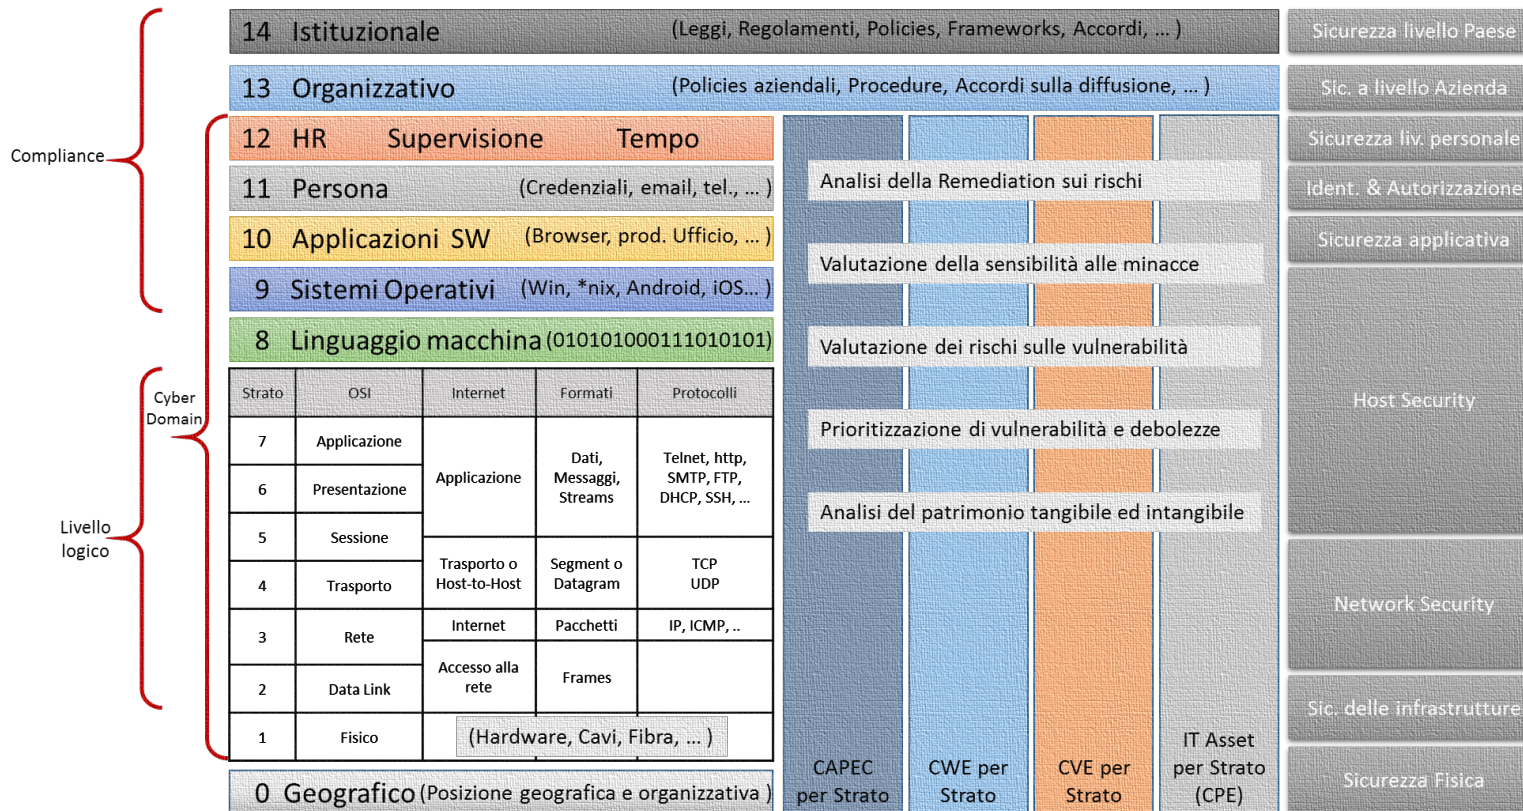 14 Istituzionale (Leggi, Regolamenti, Policies, Frameworks, Accordi, ... )
Sicurezza livello Paese
13 Organizzativo (Policies aziendali, Procedure, Accordi sulla diffusione, ... )
Sic. a livello Azienda
Compliance
12 HR Supervisione Tempo
Sicurezza liv. personale
11 Persona (Credenziali, email, tel., ... )
Ident. & Autorizzazione
10 Applicazioni SW (Browser, prod. Ufficio, ... )
Sicurezza applicativa
9 Sistemi Operativi (Win, *nix, Android, iOS... )
8 Linguaggio macchina (010101000111010101)
Cyber
Domain
Livello
logico
Strato OSI Internet Formati Protocolli
7 Applicazione
6 Presentazione
5 Sessione
4 Trasporto
3 Rete
2 Data Link
1 Fisico
Applicazione
Trasporto o
Host-to-Host
Internet
Accesso alla
rete
Dati,
Messaggi,
Streams
Segment o
Datagram
Pacchetti
Frames
Telnet, http,
SMTP, FTP,
DHCP, SSH, ...
TCP
UDP
IP, ICMP, ..
(Hardware, Cavi, Fibra, ... )
0 Geografico (Posizione geografica e organizzativa )
Analisi della Remediation sui rischi
Valutazione della sensibilità alle minacce
Valutazione dei rischi sulle vulnerabilità
Prioritizzazione di vulnerabilità e debolezze
Analisi del patrimonio tangibile ed intangibile
CAPEC
per Strato
CWE per
Strato
CVE per
Strato
IT Asset
per Strato
(CPE)
Host Security
Network Security
Sic. delle infrastrutture
Sicurezza Fisica